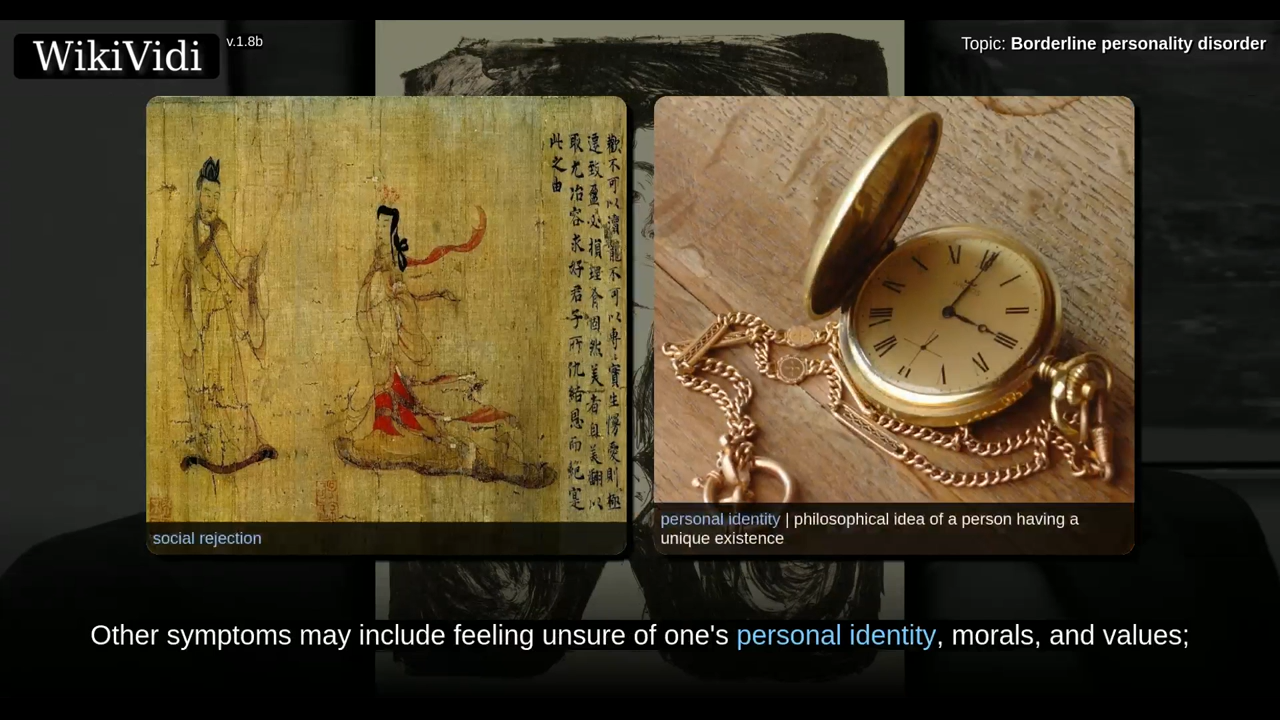 WikiVidi
v.1.8b
Topic: Borderline personality disorder
歡不可以瀆寵不可以專〻實生慢愛則極
遷致盈必損理有固然美者自美翩以
取尤冶容求好君子所仇結恩而絕寔
此之由
social rejection
personal identity | philosophical idea of a person having a
unique existence
Other symptoms may include feeling unsure of one's personal identity, morals, and values;